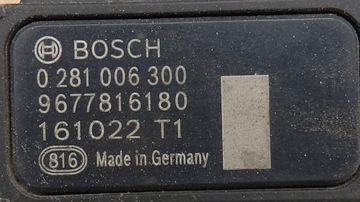 BOSCH
0 281 006 300
9677816180
161022 T1
816 Made in Germany